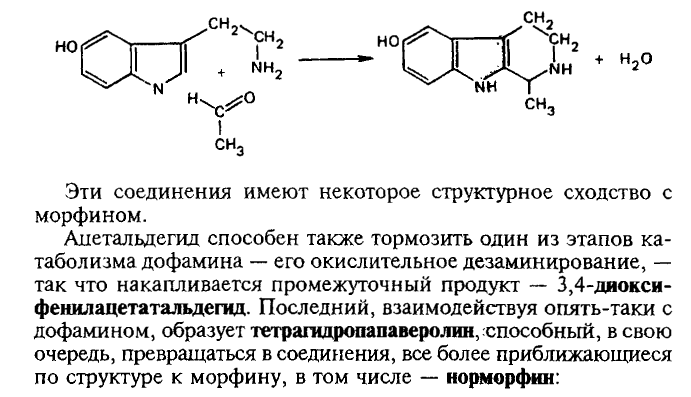 HO CH₂ CH₂ NH₂ N + H C O CH₃
HO CH₂ CH₂ NH NH CH₃ + H₂O
Эти соединения имеют некоторое структурное сходство с
морфином.
Ацетальдегид способен также тормозить один из этапов ка-
таболизма дофамина — его окислительное дезаминирование, —
так что накапливается промежуточный продукт — 3,4-диокси-
фенилацетатальдегид. Последний, взаимодействуя опять-таки с
дофамином, образует тетрагидропапаверолин, способный, в свою
очередь, превращаться в соединения, все более приближающиеся
по структуре к морфину, в том числе — норморфин: